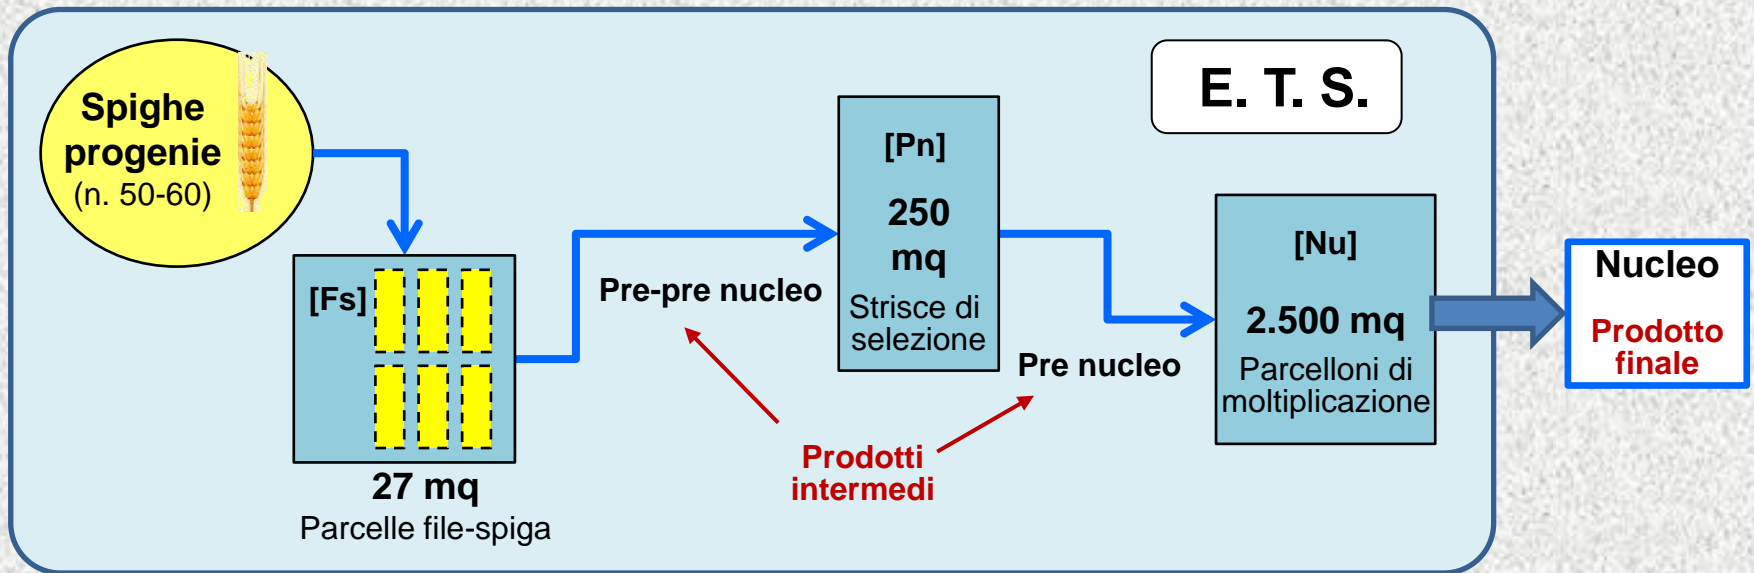 Spighe
progenie
(n. 50-60)
[Fs]
27 mq
Parcelle file-spiga
Pre-pre nucleo
Prodotti
intermedi
[Pn]
250
mq
Strisce di
selezione
Pre nucleo
E. T. S.
[Nu]
2.500 mq
Parcelloni di
moltiplicazione
Nucleo
Prodotto
finale